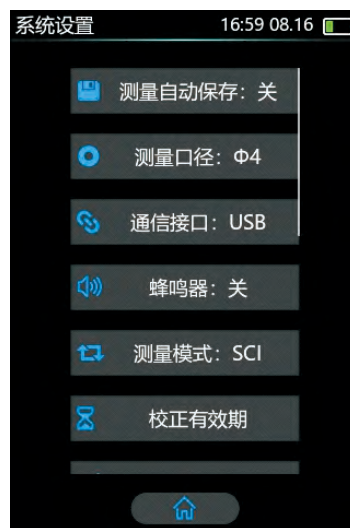 系统设置 16:59 08.16
测量自动保存：关
测量口径：Φ4
通信接口：USB
蜂鸣器：关
测量模式：SCI
校正有效期